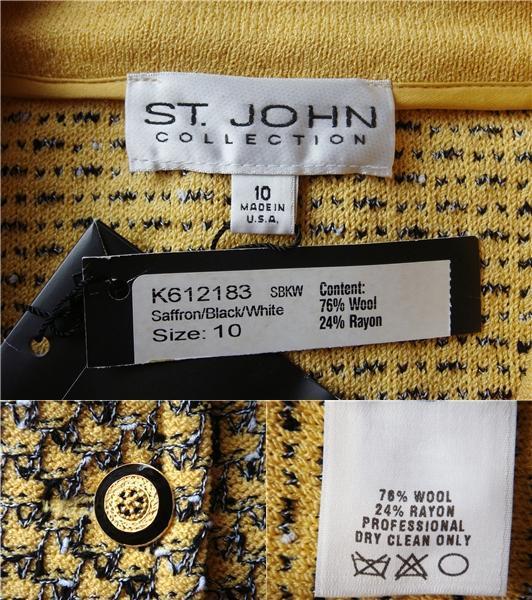 ST. JOHN
COLLECTION
10
MADE IN
U.S.A.
K612183 SBKW
Saffron/Black/White
Size: 10
Content:
76% Wool
24% Rayon
76% WOOL
24% RAYON
PROFESSIONAL
DRY CLEAN ONLY